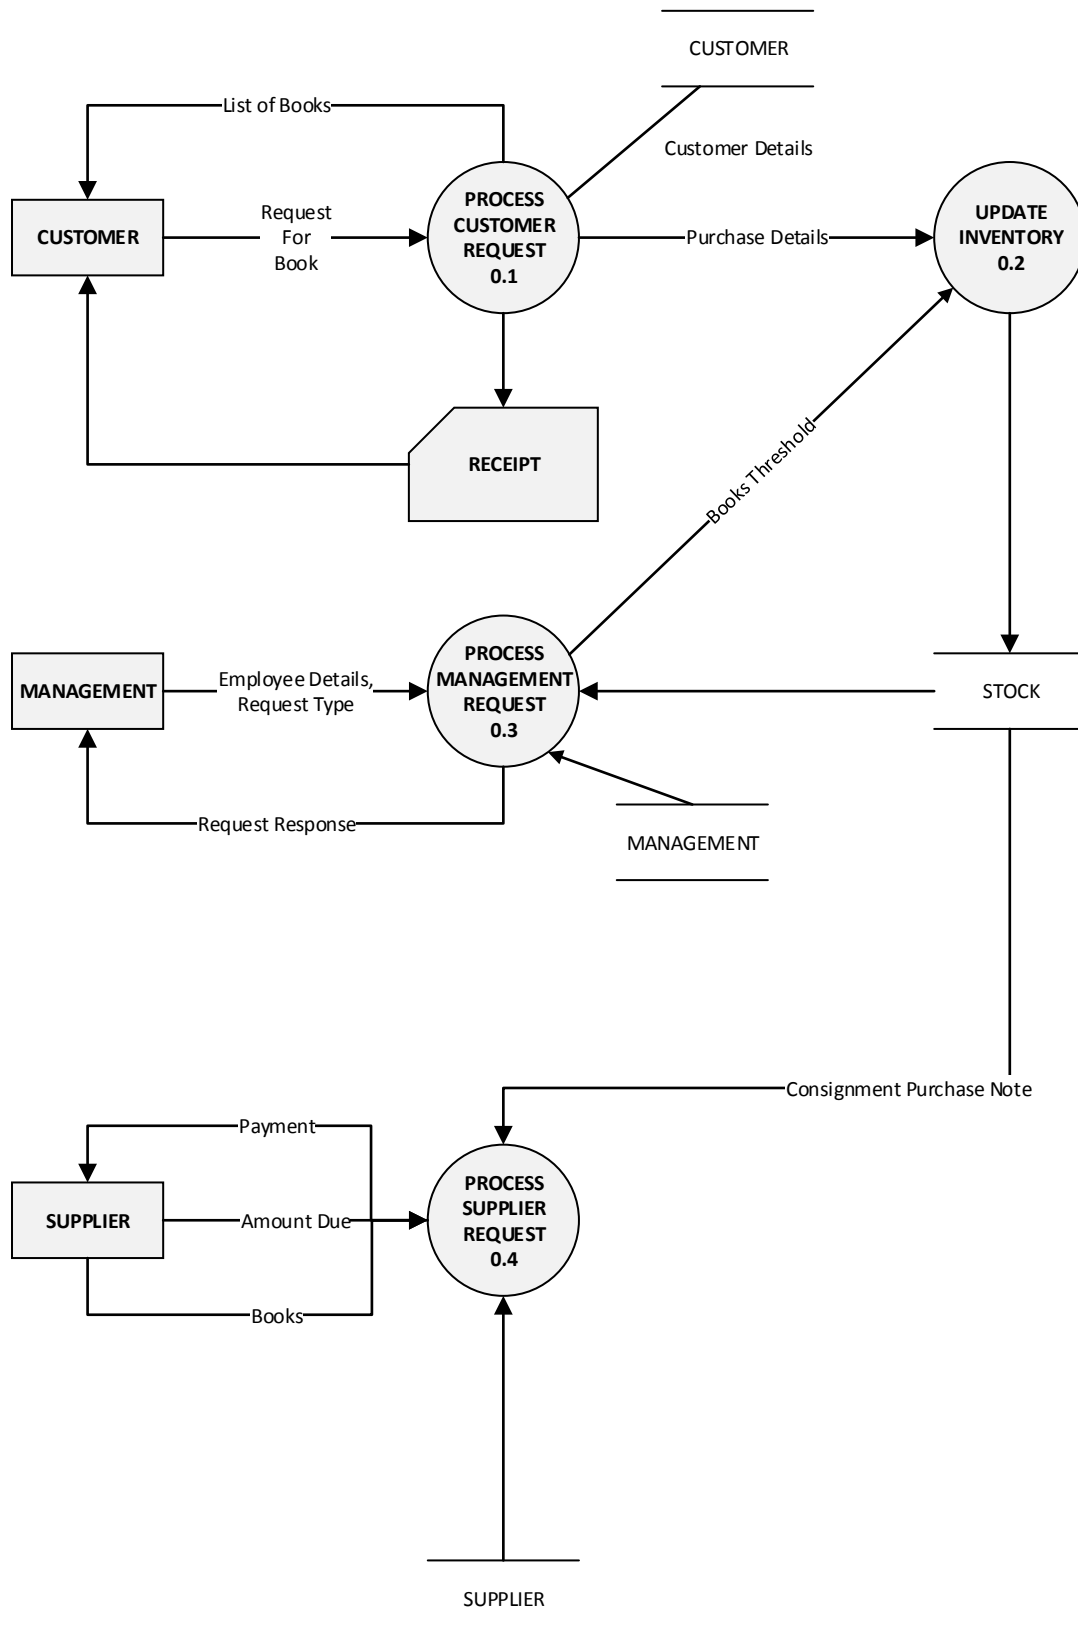 CUSTOMER
List of Books
Customer Details
CUSTOMER
Request
For
Book
PROCESS
CUSTOMER
REQUEST
0.1
Purchase Details
UPDATE
INVENTORY
0.2
RECEIPT
Books Threshold
MANAGEMENT
Employee Details,
Request Type
PROCESS
MANAGEMENT
REQUEST
0.3
STOCK
Request Response
MANAGEMENT
Consignment Purchase Note
Payment
SUPPLIER
Amount Due
PROCESS
SUPPLIER
REQUEST
0.4
Books
SUPPLIER